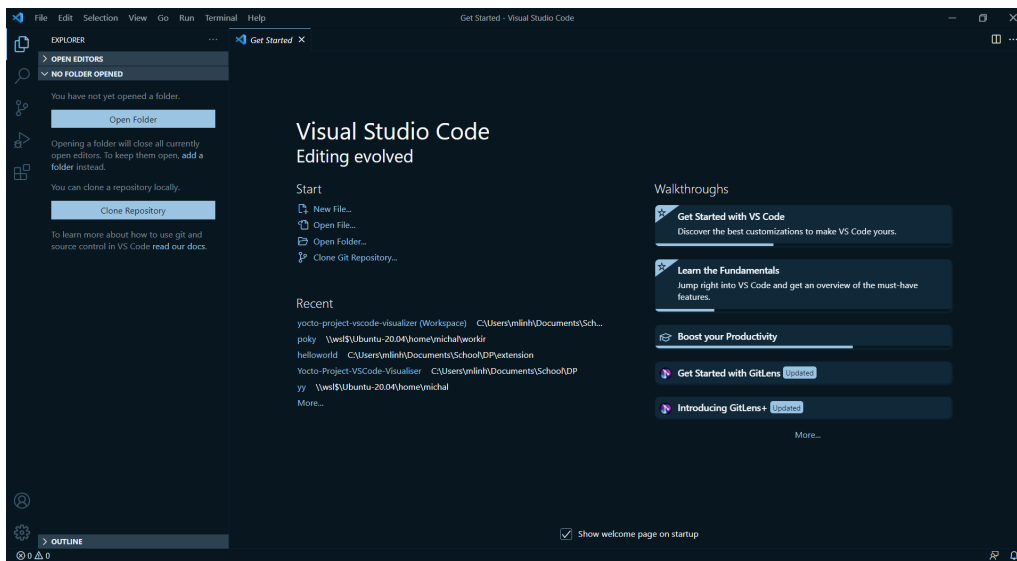 File Edit Selection View Go Run Terminal Help
Get Started - Visual Studio Code
EXPLORER
Get Started
OPEN EDITORS
NO FOLDER OPENED
You have not yet opened a folder.
Open Folder
Opening a folder will close all currently
open editors. To keep them open, add a
folder instead.
You can clone a repository locally.
Clone Repository
To learn more about how to use git and
source control in VS Code read our docs.
OUTLINE
0 0
Visual Studio Code
Editing evolved
Start
New File...
Open File...
Open Folder...
Clone Git Repository...
Recent
yocto-project-vscode-visualizer (Workspace) C:\Users\mlinh\Documents\Sch...
poky \\wsl$\Ubuntu-20.04\home\michal\workir
helloworld C:\Users\mlinh\Documents\School\DP\extension
Yocto-Project-VSCode-Visualiser C:\Users\mlinh\Documents\School\DP
yy \\wsl$\Ubuntu-20.04\home\michal
More...
Walkthroughs
Get Started with VS Code
Discover the best customizations to make VS Code yours.
Learn the Fundamentals
Jump right into VS Code and get an overview of the must-have
features.
Boost your Productivity
Get Started with GitLens Updated
Introducing GitLens+ Updated
More...
Show welcome page on startup